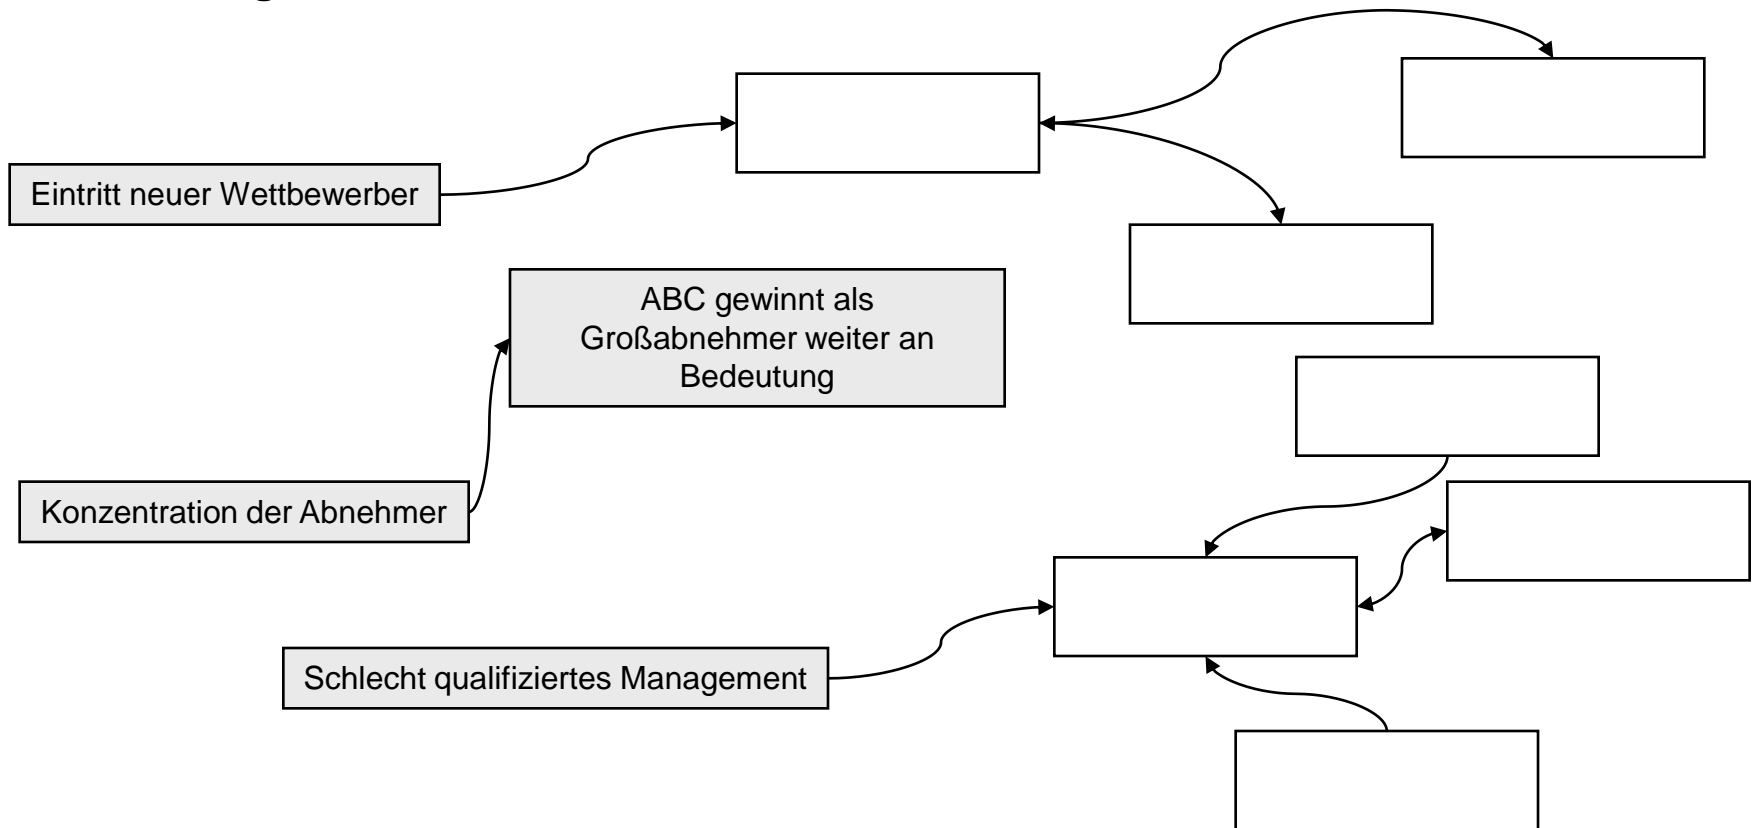 Eintritt neuer Wettbewerber
ABC gewinnt als
Großabnehmer weiter an
Bedeutung
Konzentration der Abnehmer
Schlecht qualifiziertes Management